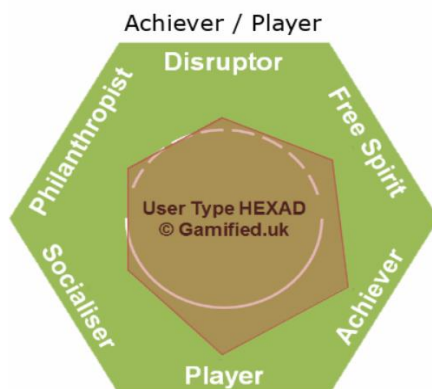 Achiever / Player
Disruptor
Philanthropist
Free Spirit
User Type HEXAD
© Gamified.uk
Socialiser
Achiever
Player